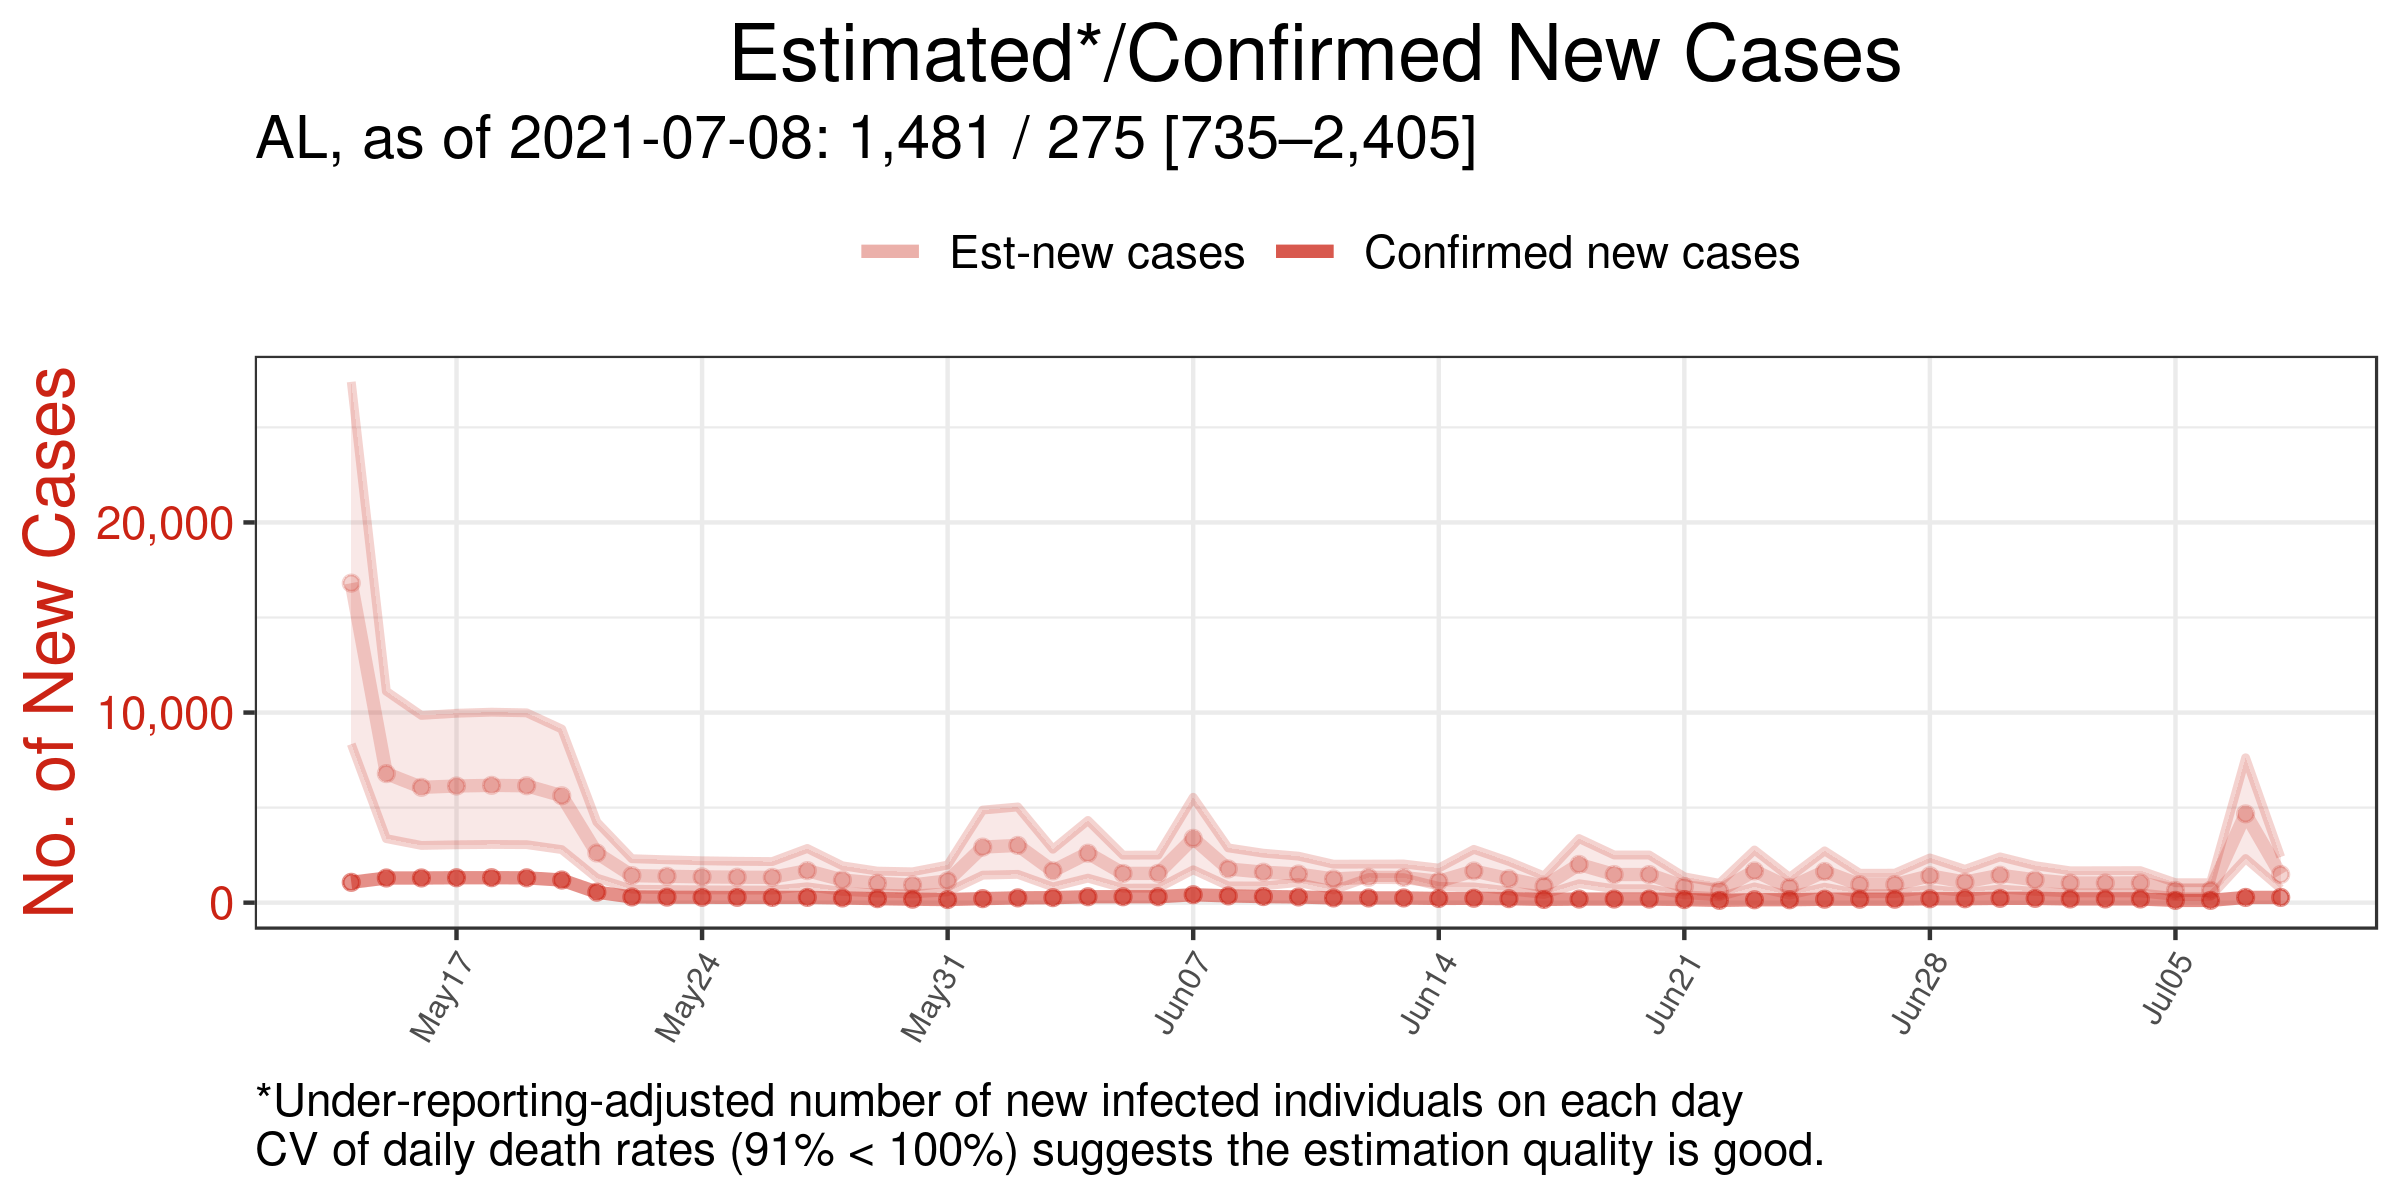 Estimated*/Confirmed New Cases
AL, as of 2021-07-08: 1,481 / 275 [735–2,405]
Est-new cases Confirmed new cases
No. of New Cases
20,000
10,000
0
May17 May24 May31 Jun07 Jun14 Jun21 Jun28 Jul05
*Under-reporting-adjusted number of new infected individuals on each day
CV of daily death rates (91% < 100%) suggests the estimation quality is good.